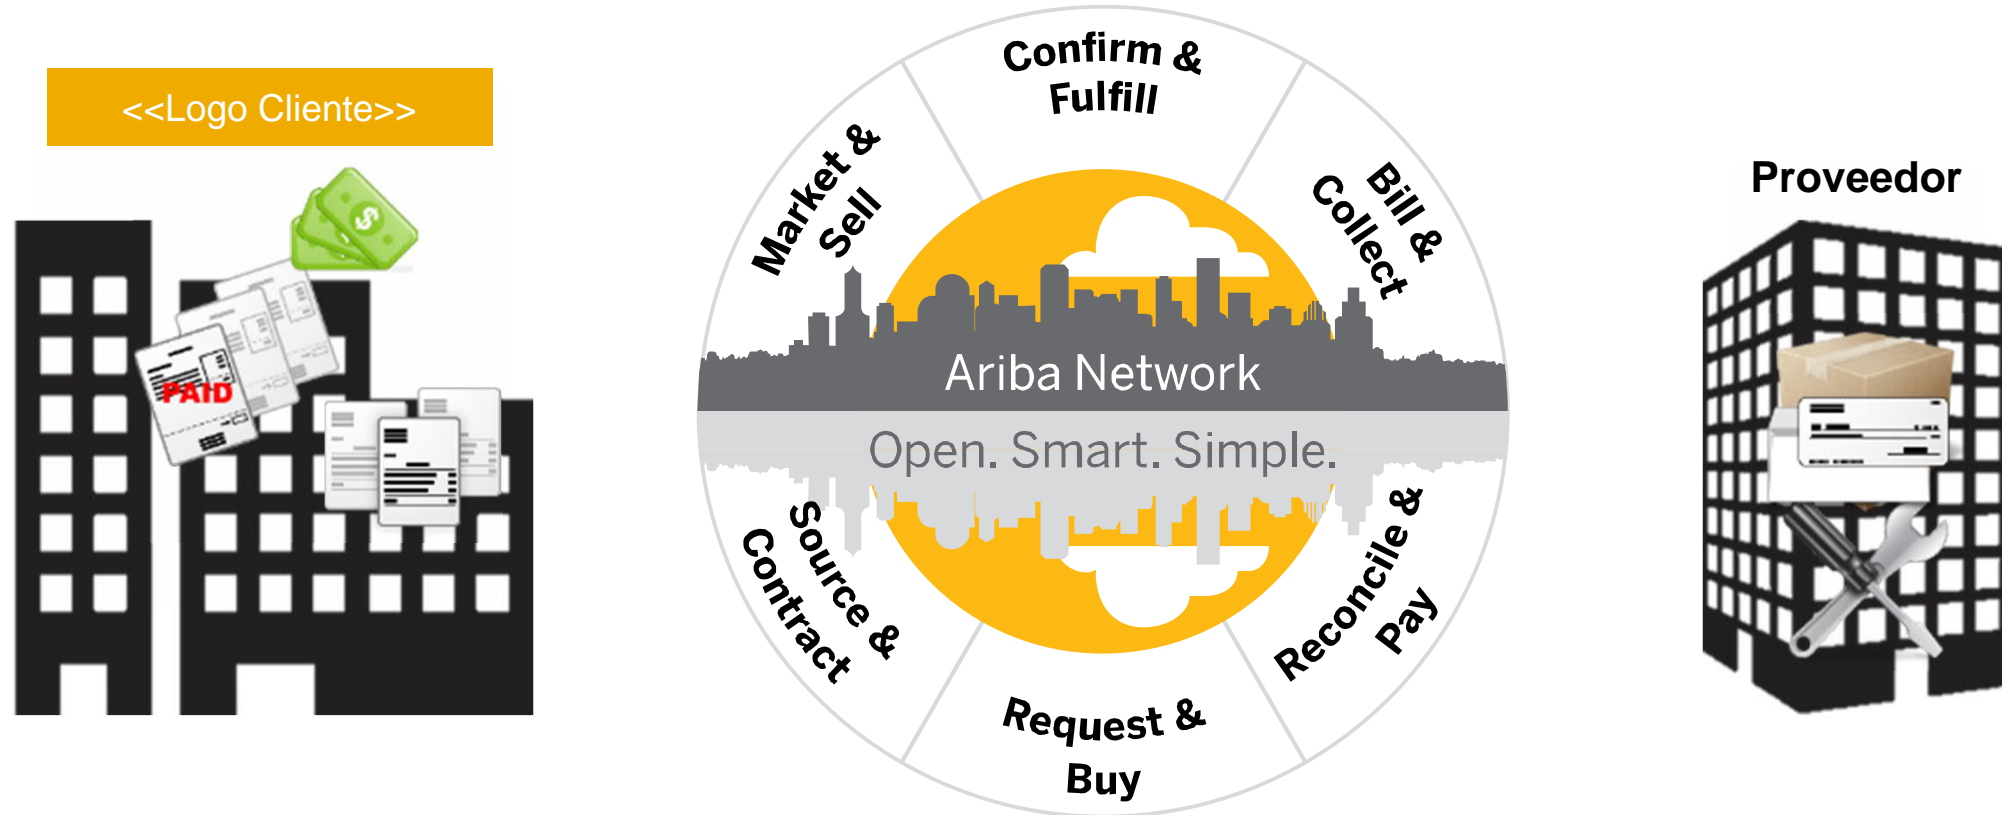 <<Logo Cliente>>
PAID
Confirm &
Fulfill
Market &
Sell
Bill &
Collect
Ariba Network
Open. Smart. Simple.
Source &
Contract
Reconcile &
Pay
Request &
Buy
Proveedor